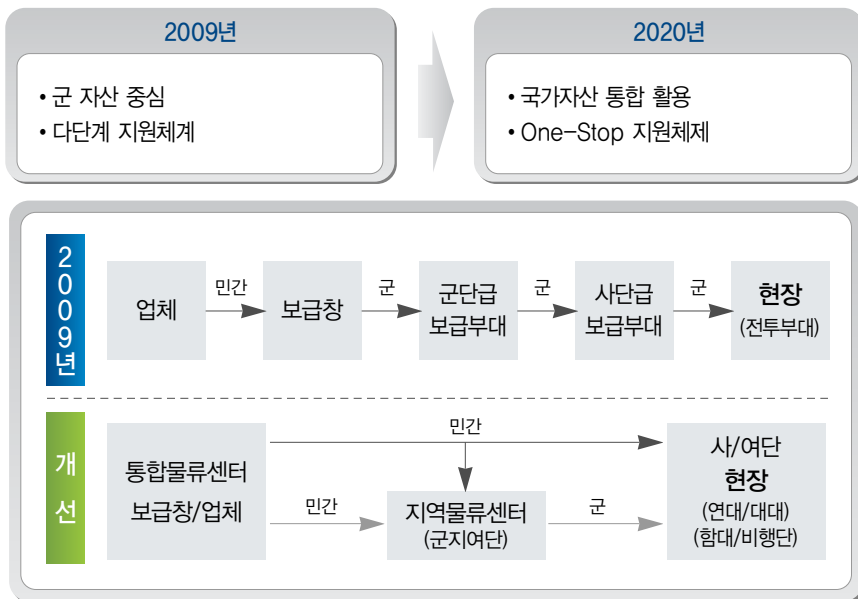 2009년
• 군 자산 중심
• 다단계 지원체계
2020년
• 국가자산 통합 활용
• One-Stop 지원체제
2009년
업체
민간
보급창
군
군단급
보급부대
군
사단급
보급부대
군
현장
(전투부대)
개선
통합물류센터
보급창/업체
민간
민간
지역물류센터
(군지여단)
군
사/여단
현장
(연대/대대)
(함대/비행단)